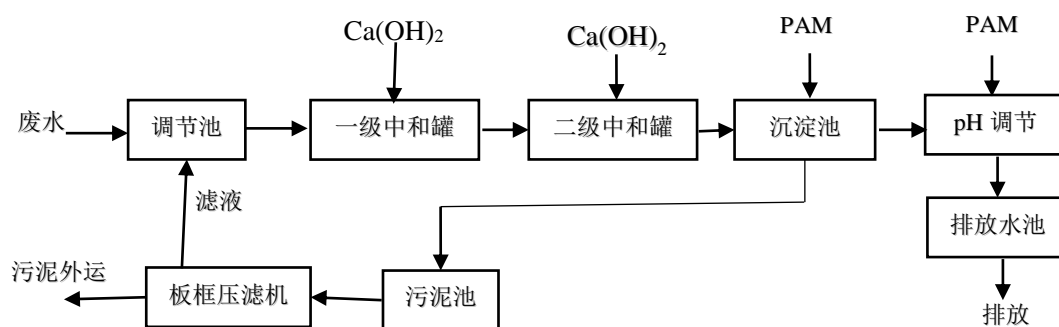 Ca(OH)2
Ca(OH)2
PAM
PAM
废水
调节池
一级中和罐
二级中和罐
沉淀池
pH 调节
滤液
排放水池
污泥外运
板框压滤机
污泥池
排放